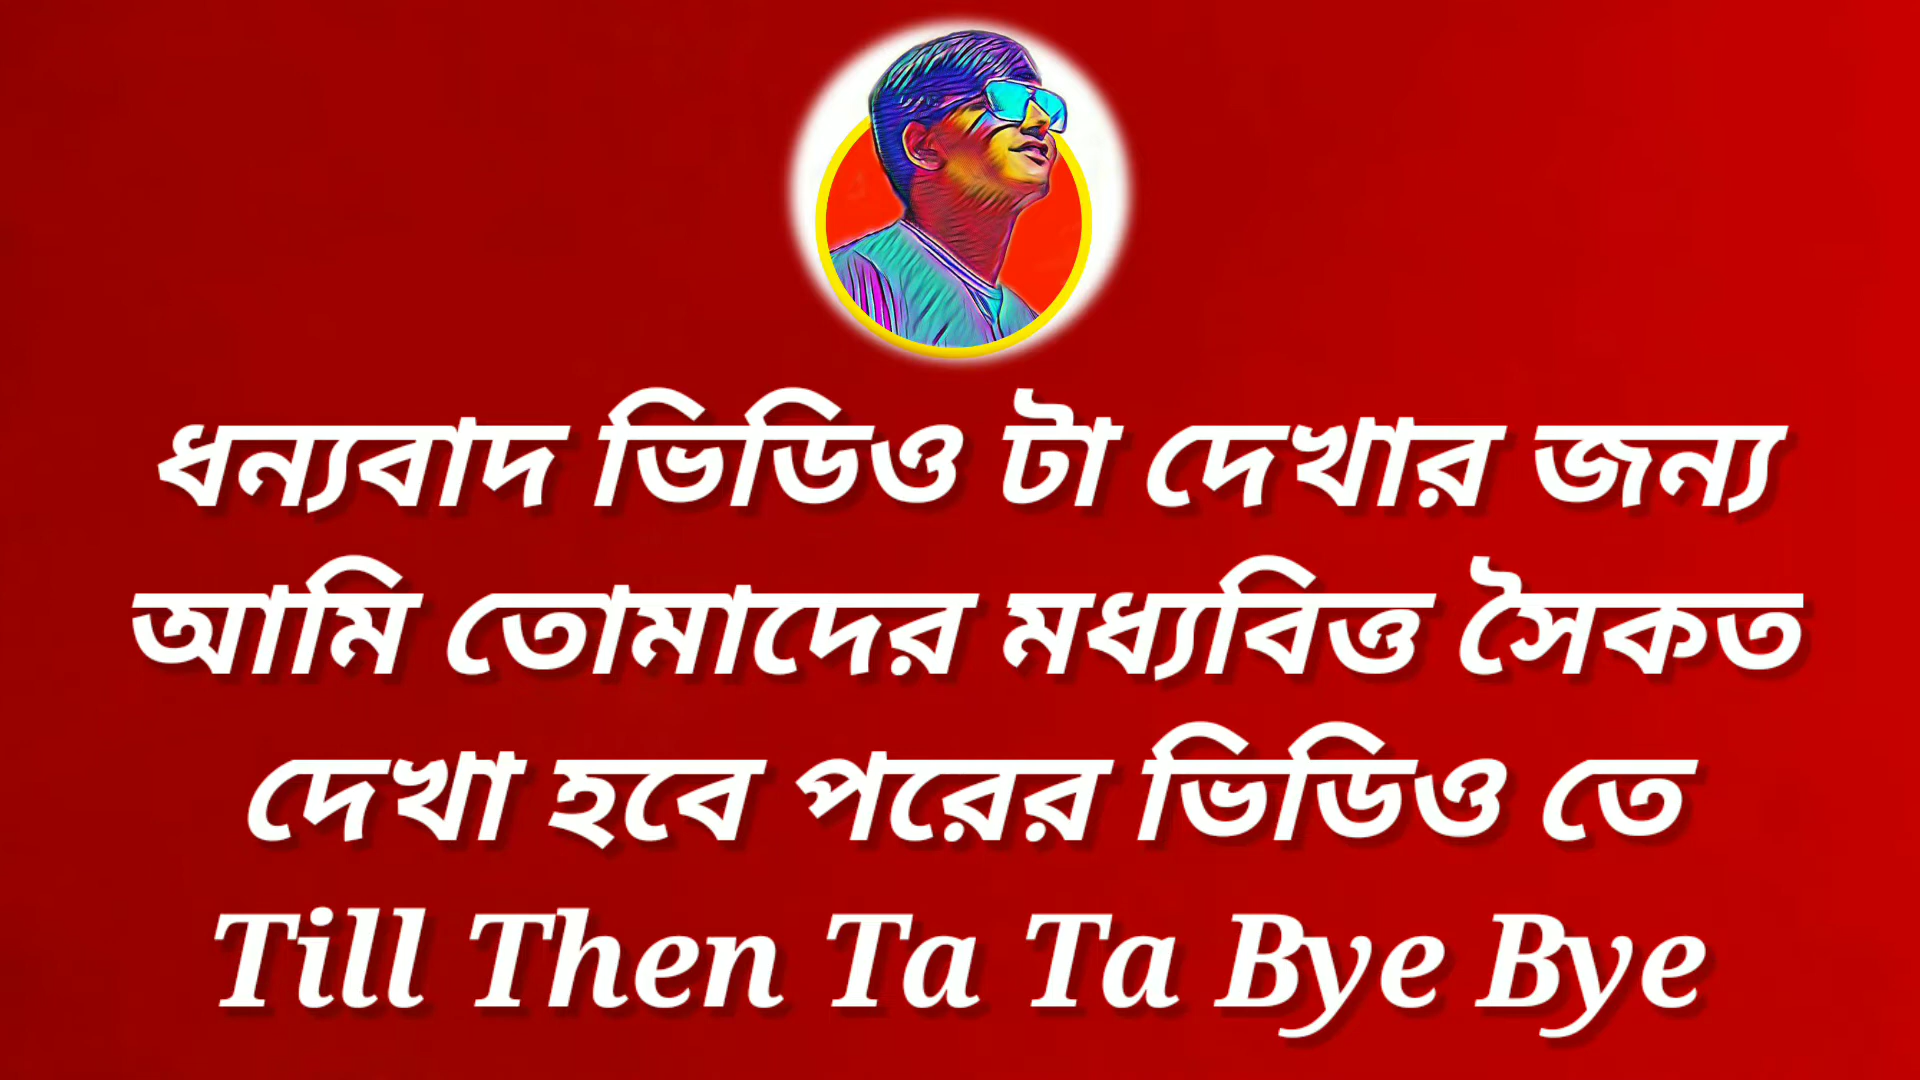 ধন্যবাদ ভিডিও টা দেখার জন্য
আমি তোমাদের মধ্যবিত্ত সৈকত
দেখা হবে পরের ভিডিও তে
Till Then Ta Ta Bye Bye